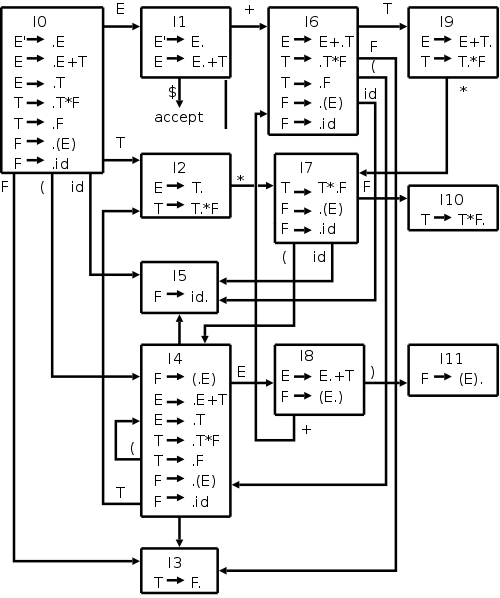 I0
E' → .E
E → .E+T
E → .T
T → .T*F
T → .F
F → .(E)
F → .id
E
I1
E' → E.
E → E.+T
$
accept
+
I6
E → E+.T
T → .T*F
T → .F
F → .(E)
F → .id
T
F
(
id
I9
E → E+T.
T → T.*F
*
T
I2
E → T.
T → T.*F
*
I7
T → T*.F
F → .(E)
F → .id
F
I10
T → T*F.
F
(
id
(
id
I5
F → id.
I4
F → (.E)
E → .E+T
E → .T
T → .T*F
T → .F
F → .(E)
F → .id
(
T
E
I8
E → E.+T
F → (E.)
+
)
I11
F → (E).
I3
T → F.